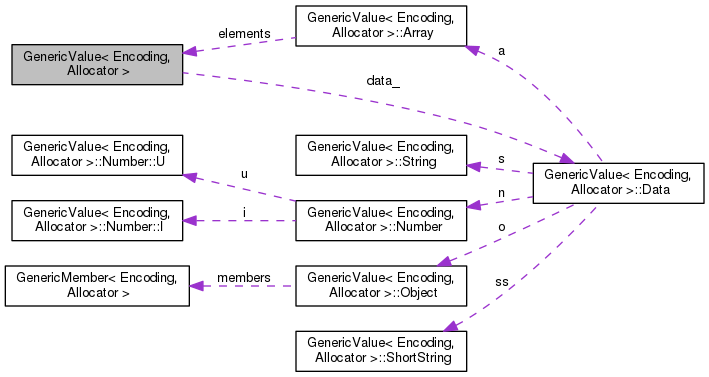 GenericValue< Encoding,
Allocator >::Array
elements
GenericValue< Encoding,
Allocator >
a
data_
GenericValue< Encoding,
Allocator >::Number::U
GenericValue< Encoding,
Allocator >::String
s
GenericValue< Encoding,
Allocator >::Data
u
n
GenericValue< Encoding,
Allocator >::Number::I
i
GenericValue< Encoding,
Allocator >::Number
o
GenericMember< Encoding,
Allocator >
members
GenericValue< Encoding,
Allocator >::Object
ss
GenericValue< Encoding,
Allocator >::ShortString